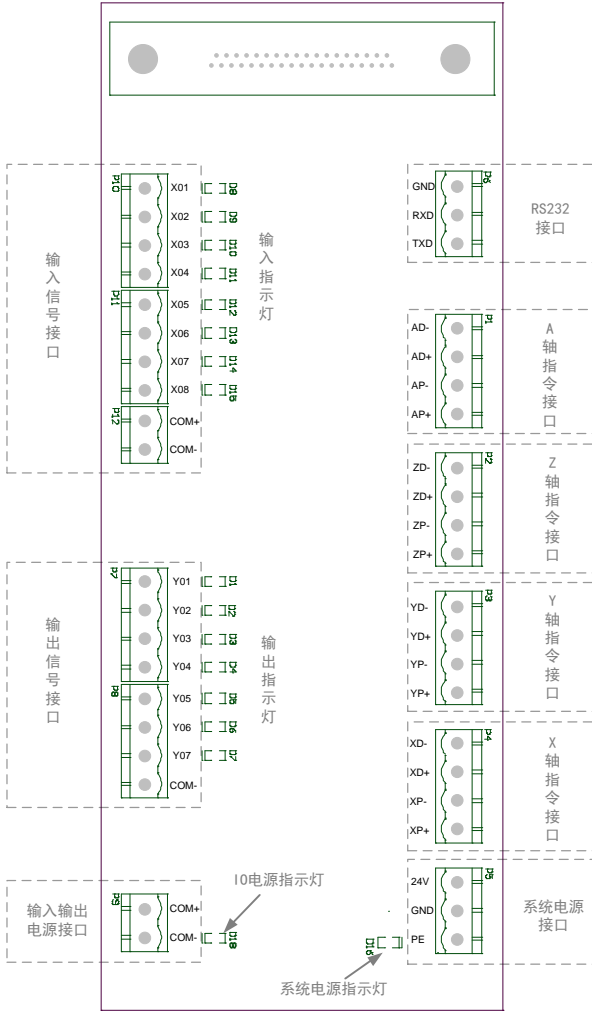 P10
X01
D8
X02
D9
X03
D10
X04
D11
P11
X05
D12
X06
D13
X07
D14
X08
D15
P12
COM+
COM-
输入信号接口
输入指示灯
P7
Y01
D1
Y02
D2
Y03
D3
Y04
D4
P8
Y05
D5
Y06
D6
Y07
D7
COM-
输出信号接口
输出指示灯
P9
COM+
COM-
D18
输入输出
电源接口
IO电源指示灯
P6
GND
RXD
TXD
RS232
接口
P1
AD-
AD+
AP-
AP+
A轴指令接口
P2
ZD-
ZD+
ZP-
ZP+
Z轴指令接口
P3
YD-
YD+
YP-
YP+
Y轴指令接口
P4
XD-
XD+
XP-
XP+
X轴指令接口
P5
24V
GND
PE
D16
系统电源
接口
系统电源指示灯